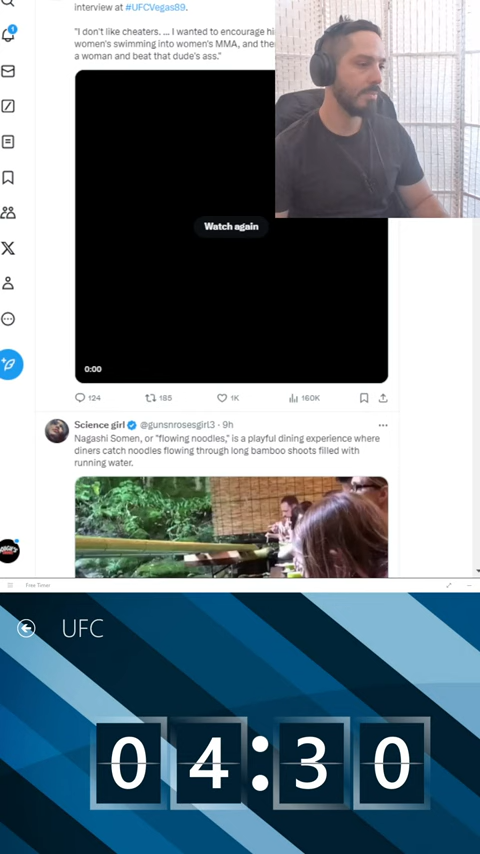 interview at #UFCVegas89.
"I don't like cheaters. ... I wanted to encourage hi
women's swimming into women's MMA, and the
a woman and beat that dude's ass."
Watch again
0:00
124 185 1K 160K
Science girl @gunsnrosesgirl3 · 9h
Nagashi Somen, or "flowing noodles," is a playful dining experience where
diners catch noodles flowing through long bamboo shoots filled with
running water.
Free Timer
UFC
04:30